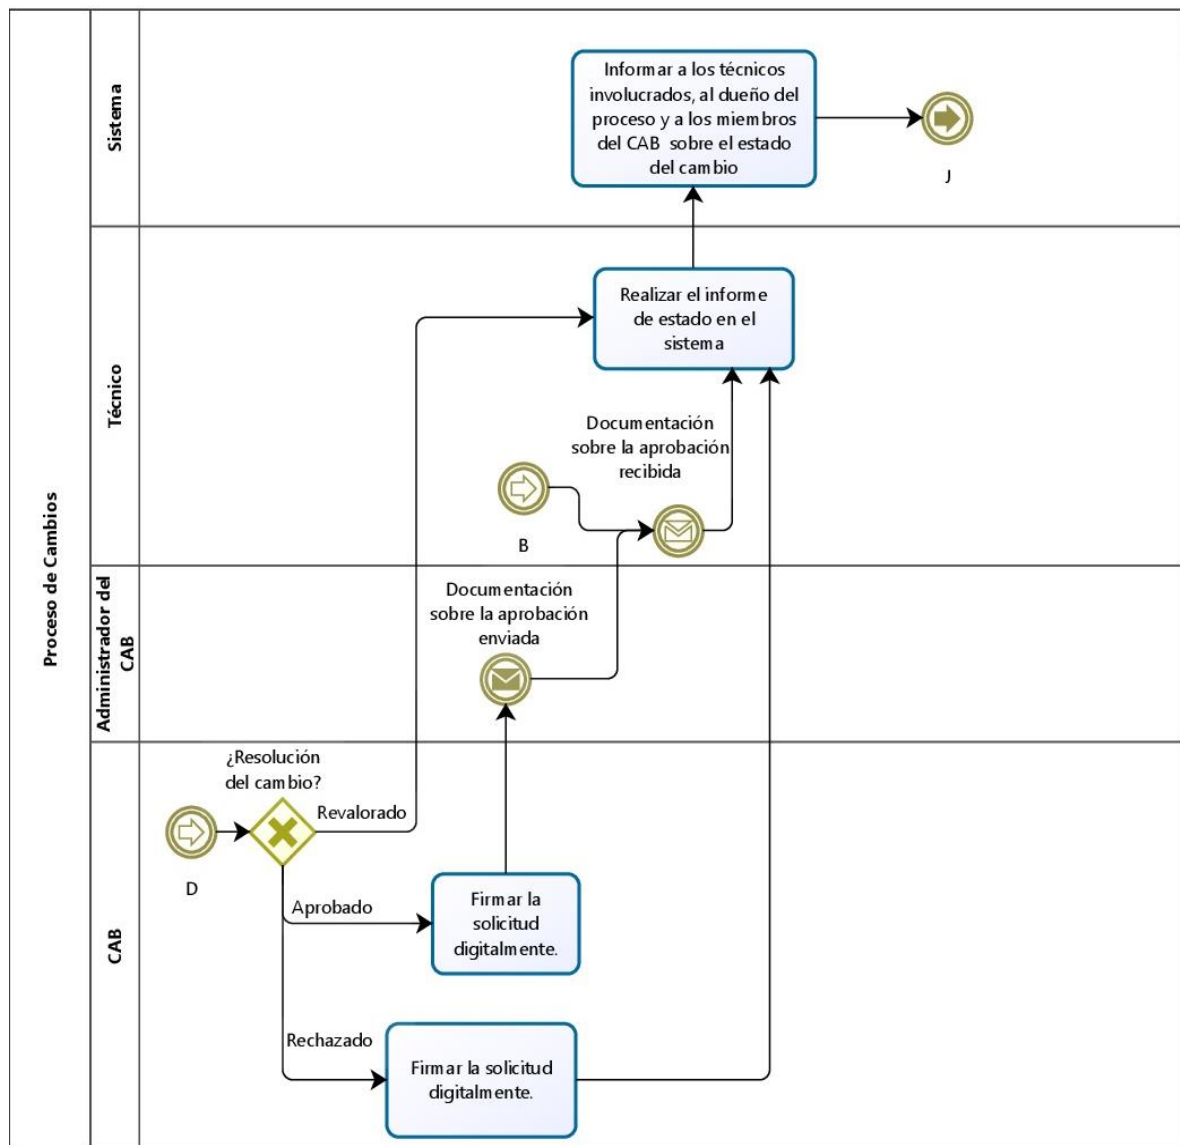 Proceso de Cambios
Sistema
Informar a los técnicos
involucrados, al dueño del
proceso y a los miembros
del CAB sobre el estado
del cambio
J
Técnico
Realizar el informe
de estado en el
sistema
Documentación
sobre la aprobación
recibida
B
Administrador del
CAB
Documentación
sobre la aprobación
enviada
CAB
¿Resolución
del cambio?
Revalorado
D
Aprobado
Firmar la
solicitud
digitalmente.
Rechazado
Firmar la solicitud
digitalmente.